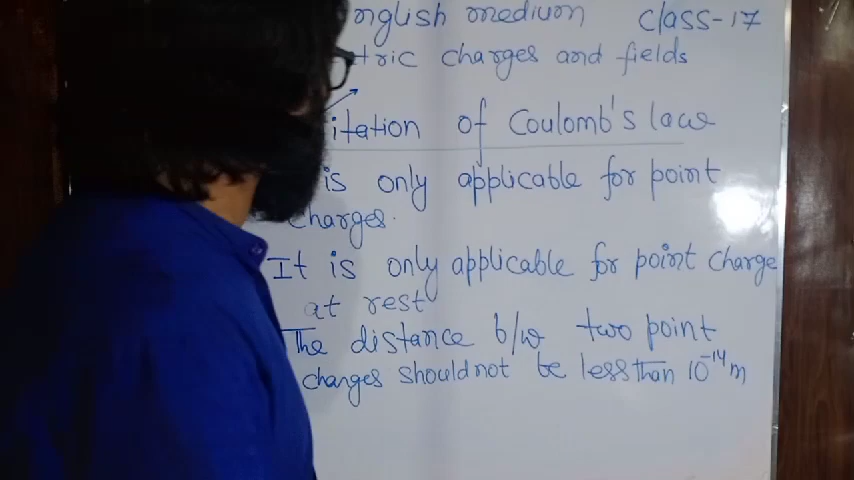 nglish medium class-17
tric charges and fields
itation of Coulomb's law
is only applicable for point
charges.
It is only applicable for point charge
at rest
The distance b/w two point
charges should not be less than 10⁻¹⁴m